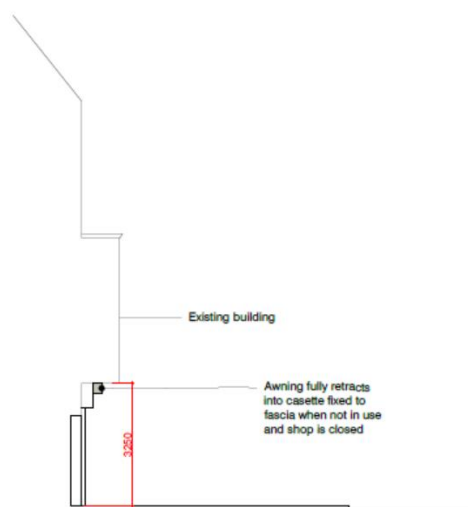 Existing building
Awning fully retracts
into casette fixed to
fascia when not in use
and shop is closed
3250